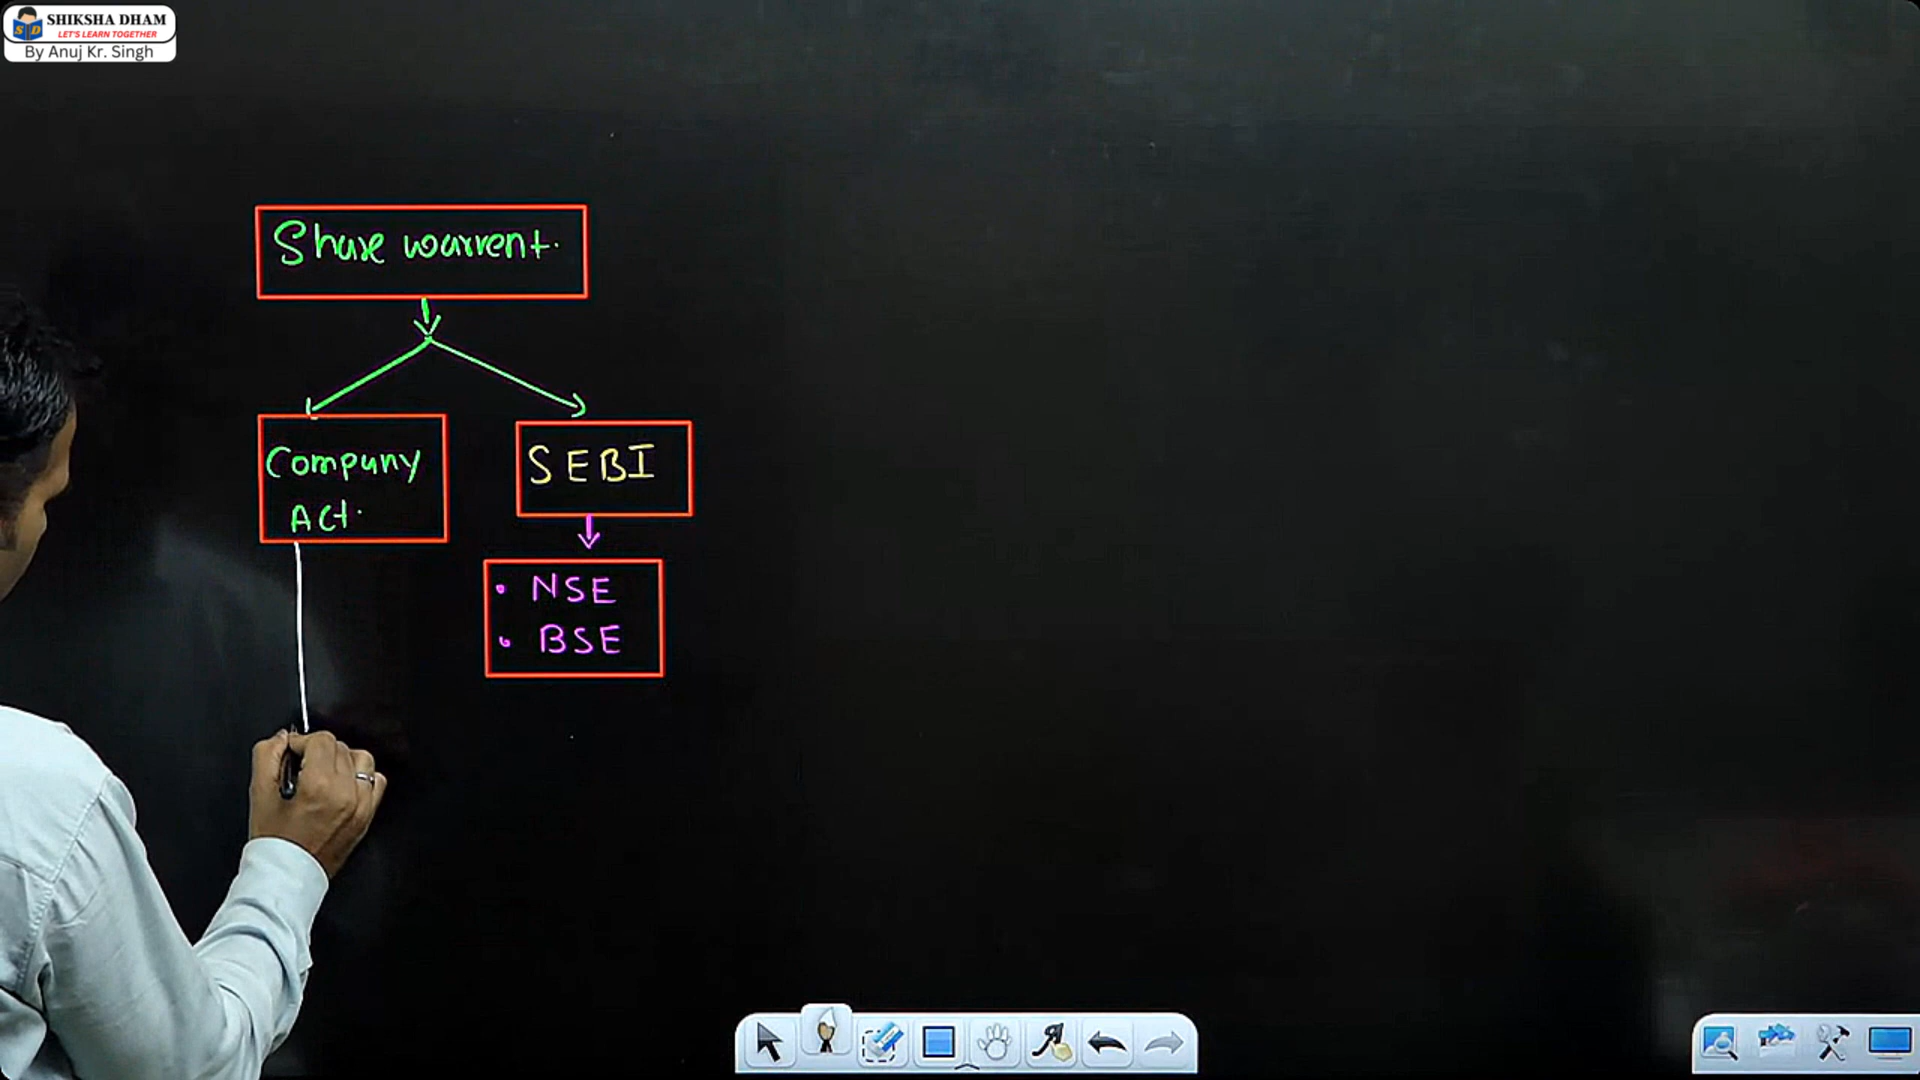 SHIKSHA DHAM
LET'S LEARN TOGETHER
By Anuj Kr. Singh
Share warrent.
Company
Act.
SEBI
• NSE
• BSE